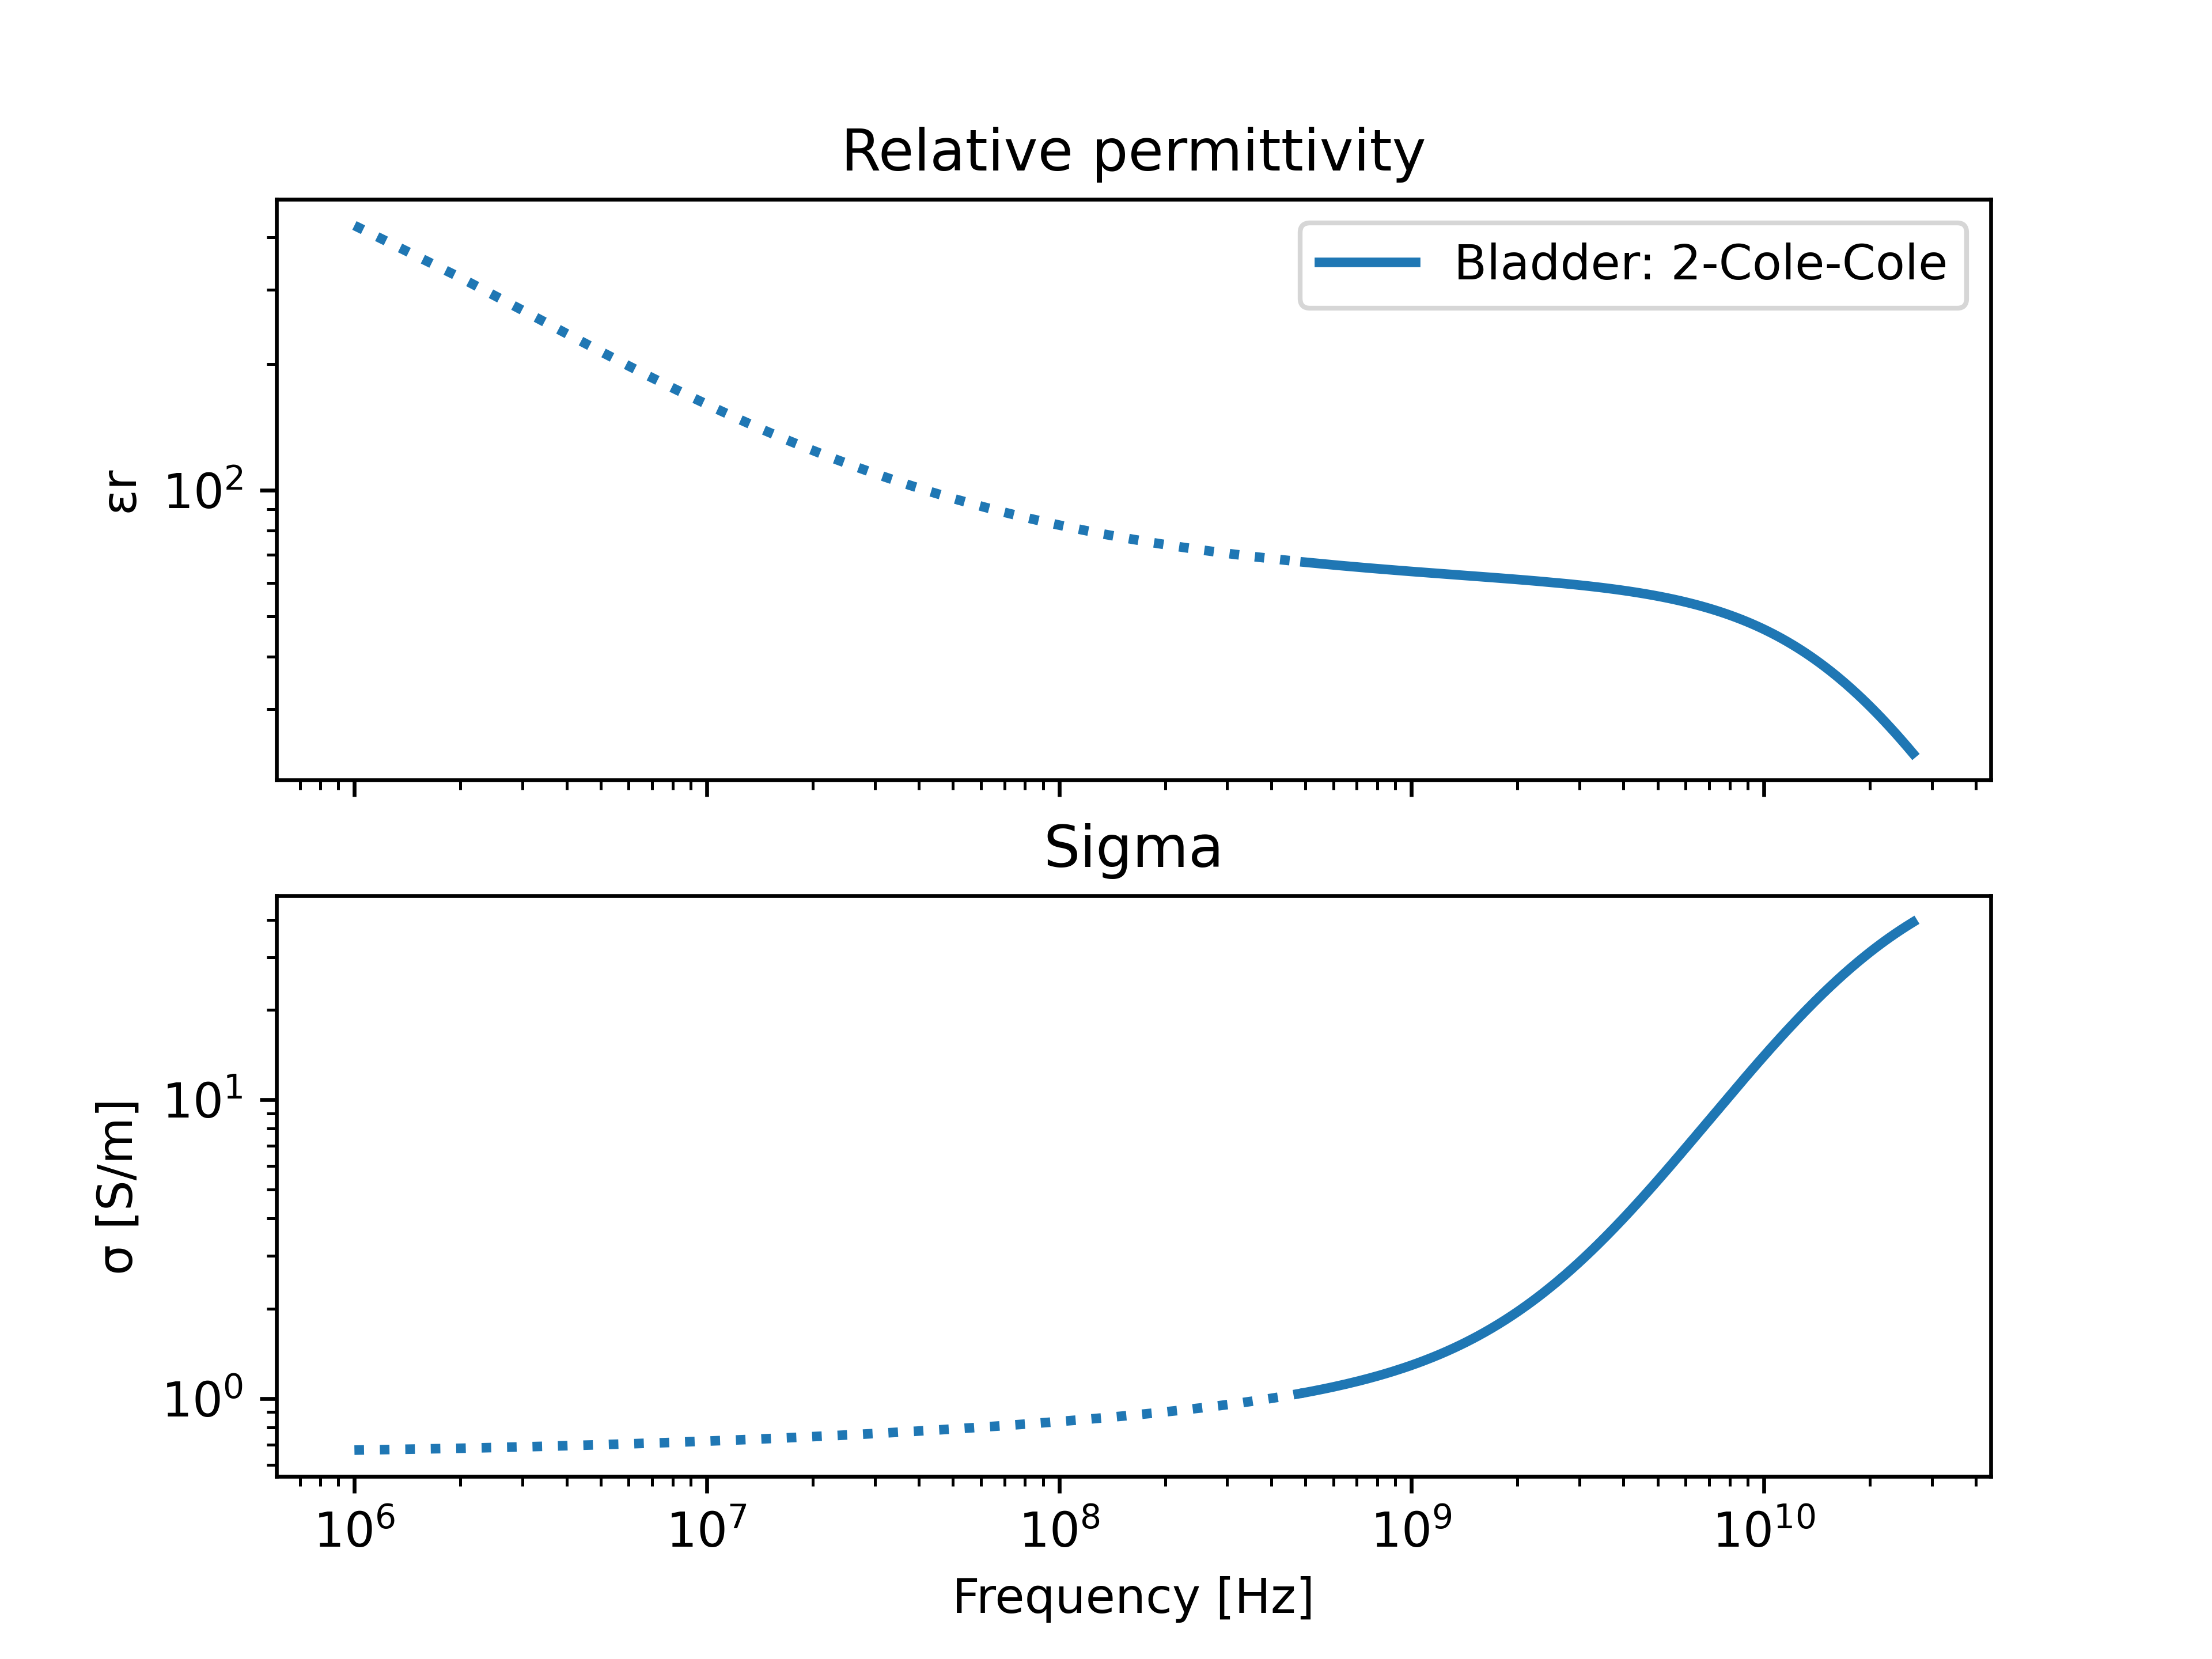 Relative permittivity
Bladder: 2-Cole-Cole
εr
10²
Sigma
σ [S/m]
10¹
10⁰
10⁶ 10⁷ 10⁸ 10⁹ 10¹⁰
Frequency [Hz]